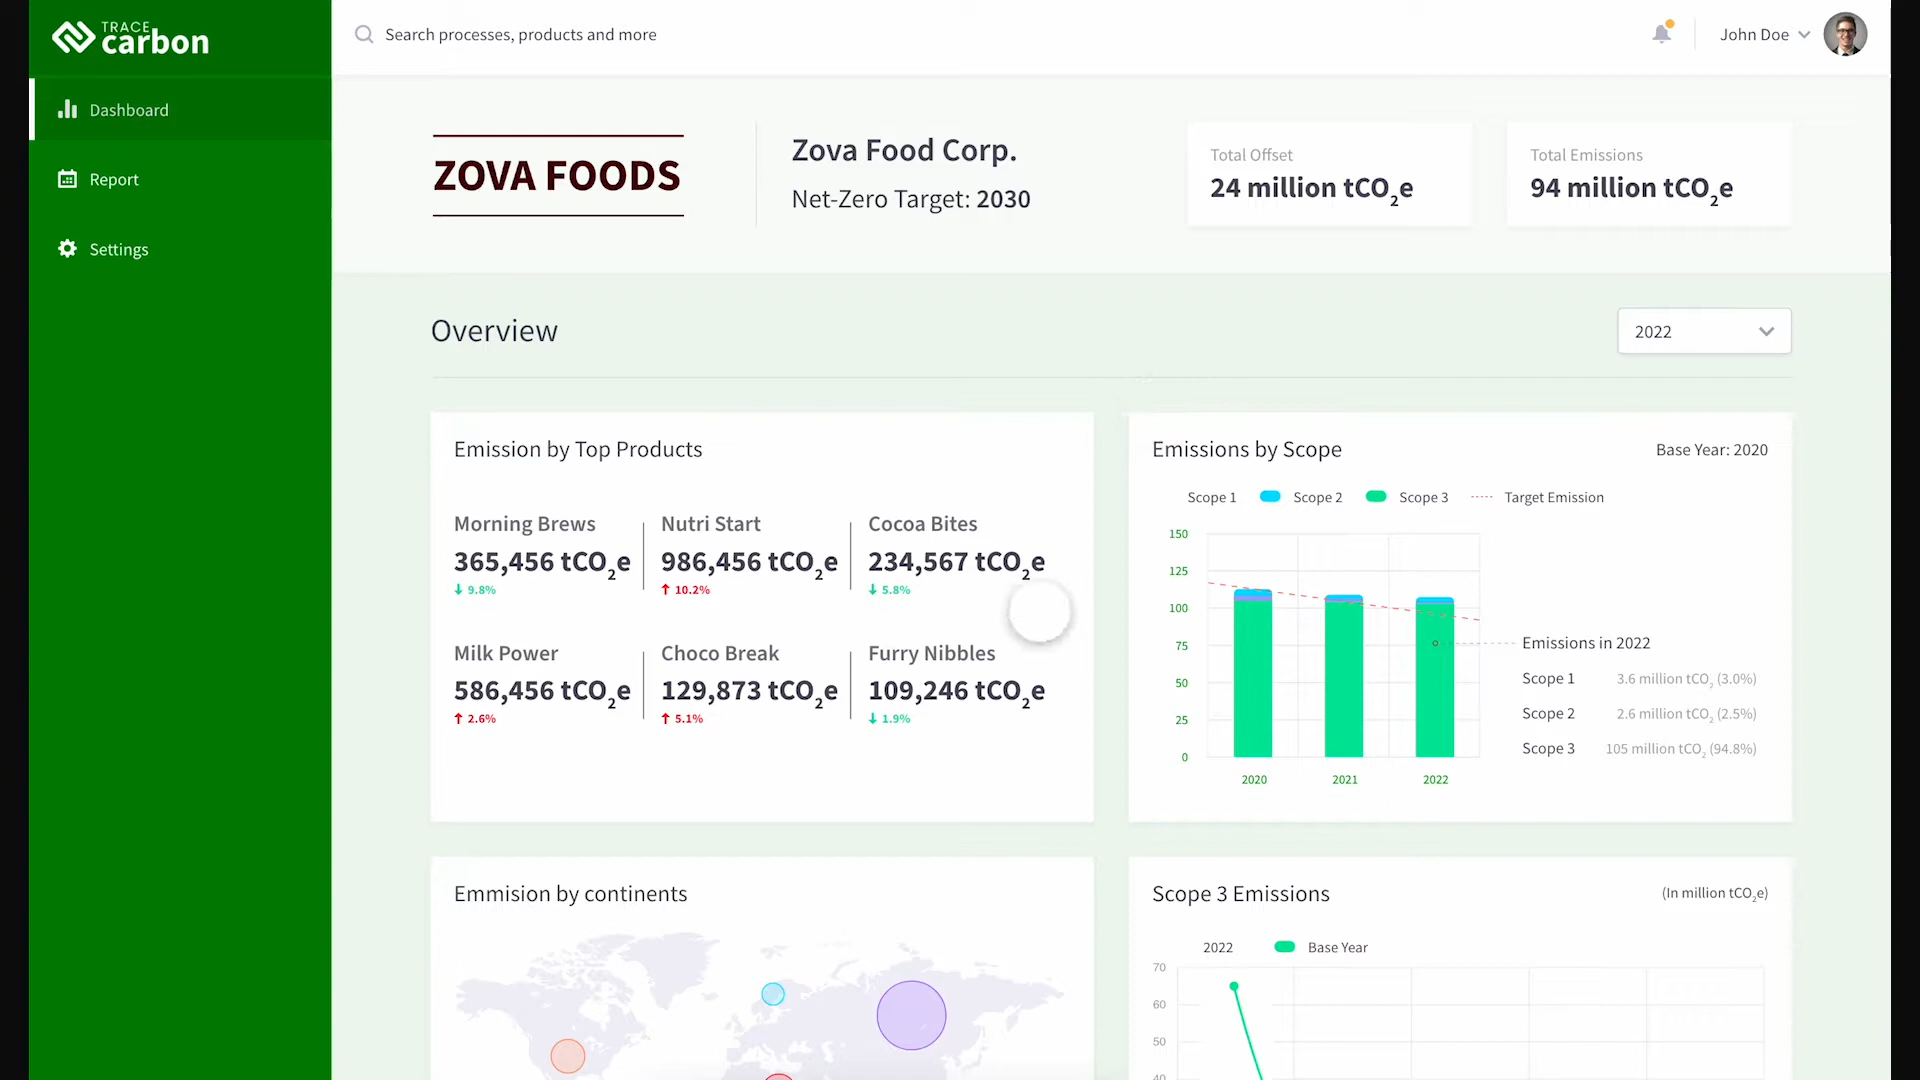 TRACE
carbon
Search processes, products and more
John Doe
Dashboard
Report
Settings
ZOVA FOODS
Zova Food Corp.
Net-Zero Target: 2030
Total Offset
24 million tCO2e
Total Emissions
94 million tCO2e
Overview
2022
Emission by Top Products
Morning Brews
365,456 tCO2e
9.8%
Nutri Start
986,456 tCO2e
10.2%
Cocoa Bites
234,567 tCO2e
5.8%
Milk Power
586,456 tCO2e
2.6%
Choco Break
129,873 tCO2e
5.1%
Furry Nibbles
109,246 tCO2e
1.9%
Emissions by Scope
Base Year: 2020
Scope 1 Scope 2 Scope 3 Target Emission
150
125
100
75
50
25
0
2020 2021 2022
Emissions in 2022
Scope 1 3.6 million tCO2 (3.0%)
Scope 2 2.6 million tCO2 (2.5%)
Scope 3 105 million tCO2 (94.8%)
Emmision by continents
Scope 3 Emissions
(In million tCO2e)
2022 Base Year
70
60
50
40